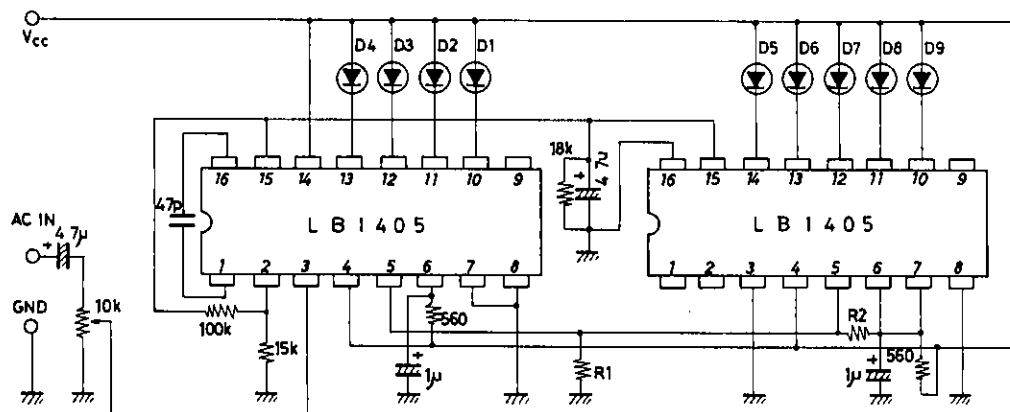 Vcc
D4 D3 D2 D1 D5 D6 D7 D8 D9
18k
4.7μ
16 15 14 13 12 11 10 9
16 15 14 13 12 11 10 9
47p
AC IN
+ 4.7μ
LB1405
LB1405
1 2 3 4 5 6 7 8
1 2 3 4 5 6 7 8
GND
10k
100k
560
R2
15k
+
1μ
R1
+
1μ
560